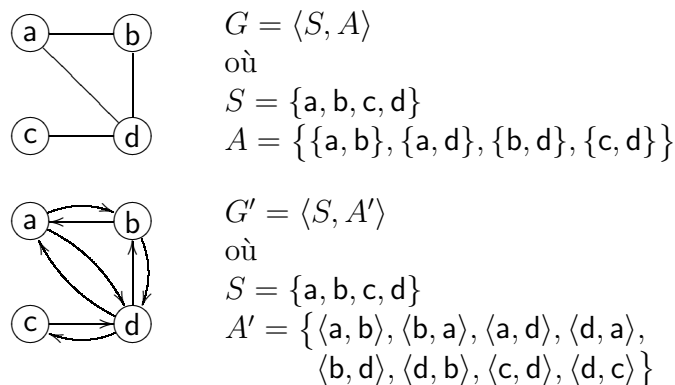 a b
c d
G = ⟨S, A⟩
où
S = {a, b, c, d}
A = {{a, b}, {a, d}, {b, d}, {c, d}}
a b
c d
G′ = ⟨S, A′⟩
où
S = {a, b, c, d}
A′ = {⟨a, b⟩, ⟨b, a⟩, ⟨a, d⟩, ⟨d, a⟩,
⟨b, d⟩, ⟨d, b⟩, ⟨c, d⟩, ⟨d, c⟩}